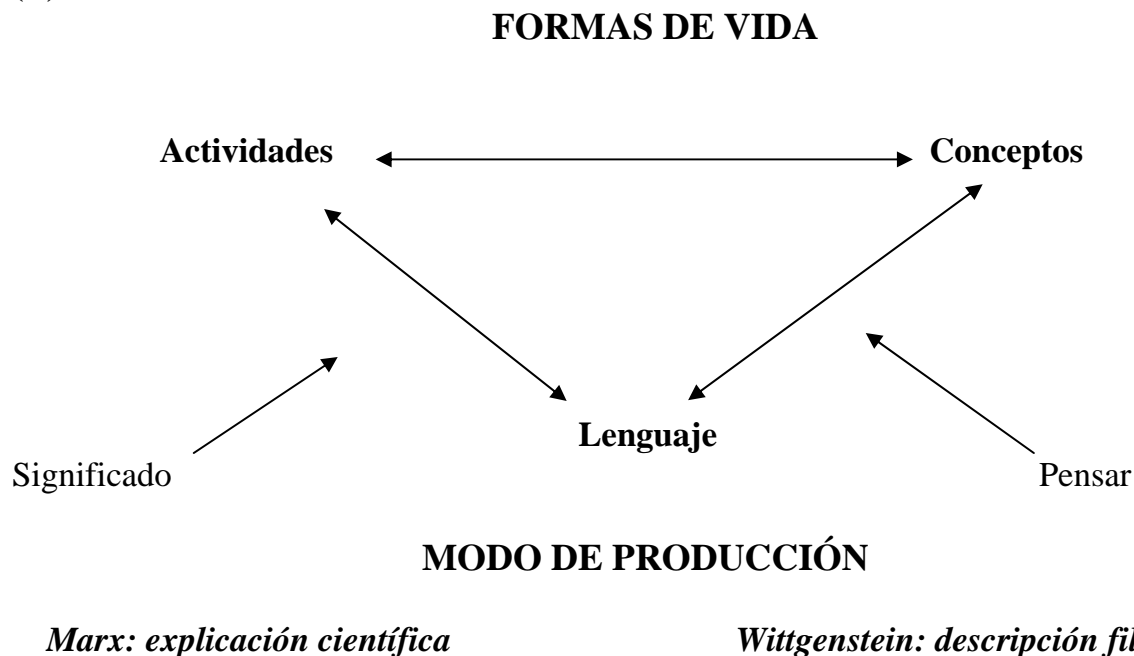 FORMAS DE VIDA
Actividades Conceptos
Lenguaje
Significado Pensar
MODO DE PRODUCCIÓN
Marx: explicación científica Wittgenstein: descripción